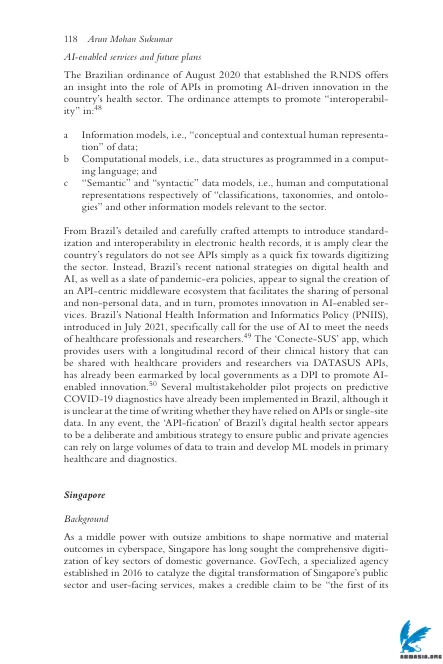 118 Arun Mohan Sukumar
AI-enabled services and future plans
The Brazilian ordinance of August 2020 that established the RNDS offers
an insight into the role of APIs in promoting AI-driven innovation in the
country's health sector. The ordinance attempts to promote "interoperabil-
ity" in:48
a Information models, i.e., "conceptual and contextual human representa-
tion" of data;
b Computational models, i.e., data structures as programmed in a comput-
ing language; and
c "Semantic" and "syntactic" data models, i.e., human and computational
representations respectively of "classifications, taxonomies, and ontolo-
gies" and other information models relevant to the sector.
From Brazil's detailed and carefully crafted attempts to introduce standard-
ization and interoperability in electronic health records, it is amply clear the
country's regulators do not see APIs simply as a quick fix towards digitizing
the sector. Instead, Brazil's recent national strategies on digital health and
AI, as well as a slate of pandemic-era policies, appear to signal the creation of
an API-centric middleware ecosystem that facilitates the sharing of personal
and non-personal data, and in turn, promotes innovation in AI-enabled ser-
vices. Brazil's National Health Information and Informatics Policy (PNIIS),
introduced in July 2021, specifically call for the use of AI to meet the needs
of healthcare professionals and researchers.49 The 'Conecte-SUS' app, which
provides users with a longitudinal record of their clinical history that can
be shared with healthcare providers and researchers via DATASUS APIs,
has already been earmarked by local governments as a DPI to promote AI-
enabled innovation.50 Several multistakeholder pilot projects on predictive
COVID-19 diagnostics have already been implemented in Brazil, although it
is unclear at the time of writing whether they have relied on APIs or single-site
data. In any event, the 'API-fication' of Brazil's digital health sector appears
to be a deliberate and ambitious strategy to ensure public and private agencies
can rely on large volumes of data to train and develop ML models in primary
healthcare and diagnostics.
Singapore
Background
As a middle power with outsize ambitions to shape normative and material
outcomes in cyberspace, Singapore has long sought the comprehensive digiti-
zation of key sectors of domestic governance. GovTech, a specialized agency
established in 2016 to catalyze the digital transformation of Singapore's public
sector and user-facing services, makes a credible claim to be "the first of its